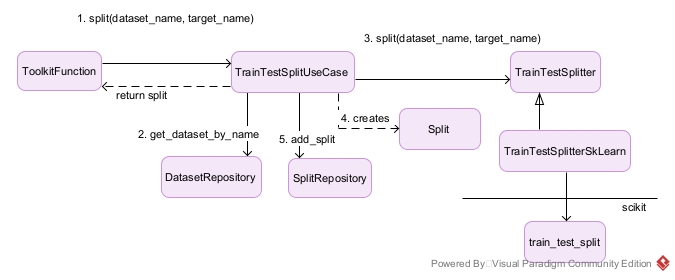 1. split(dataset_name, target_name)
3. split(dataset_name, target_name)
ToolkitFunction
TrainTestSplitUseCase
TrainTestSplitter
return split
4. creates
Split
2. get_dataset_by_name
5. add_split
TrainTestSplitterSkLearn
DatasetRepository
SplitRepository
scikit
train_test_split
Powered By Visual Paradigm Community Edition